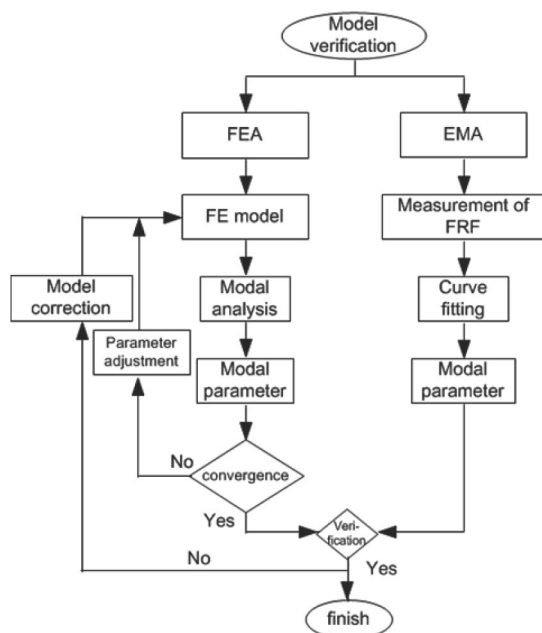 Model
verification
FEA
EMA
FE model
Measurement of
FRF
Model
correction
Modal
analysis
Curve
fitting
Parameter
adjustment
Modal
parameter
Modal
parameter
No
convergence
Yes
Veri-
fication
No
Yes
finish